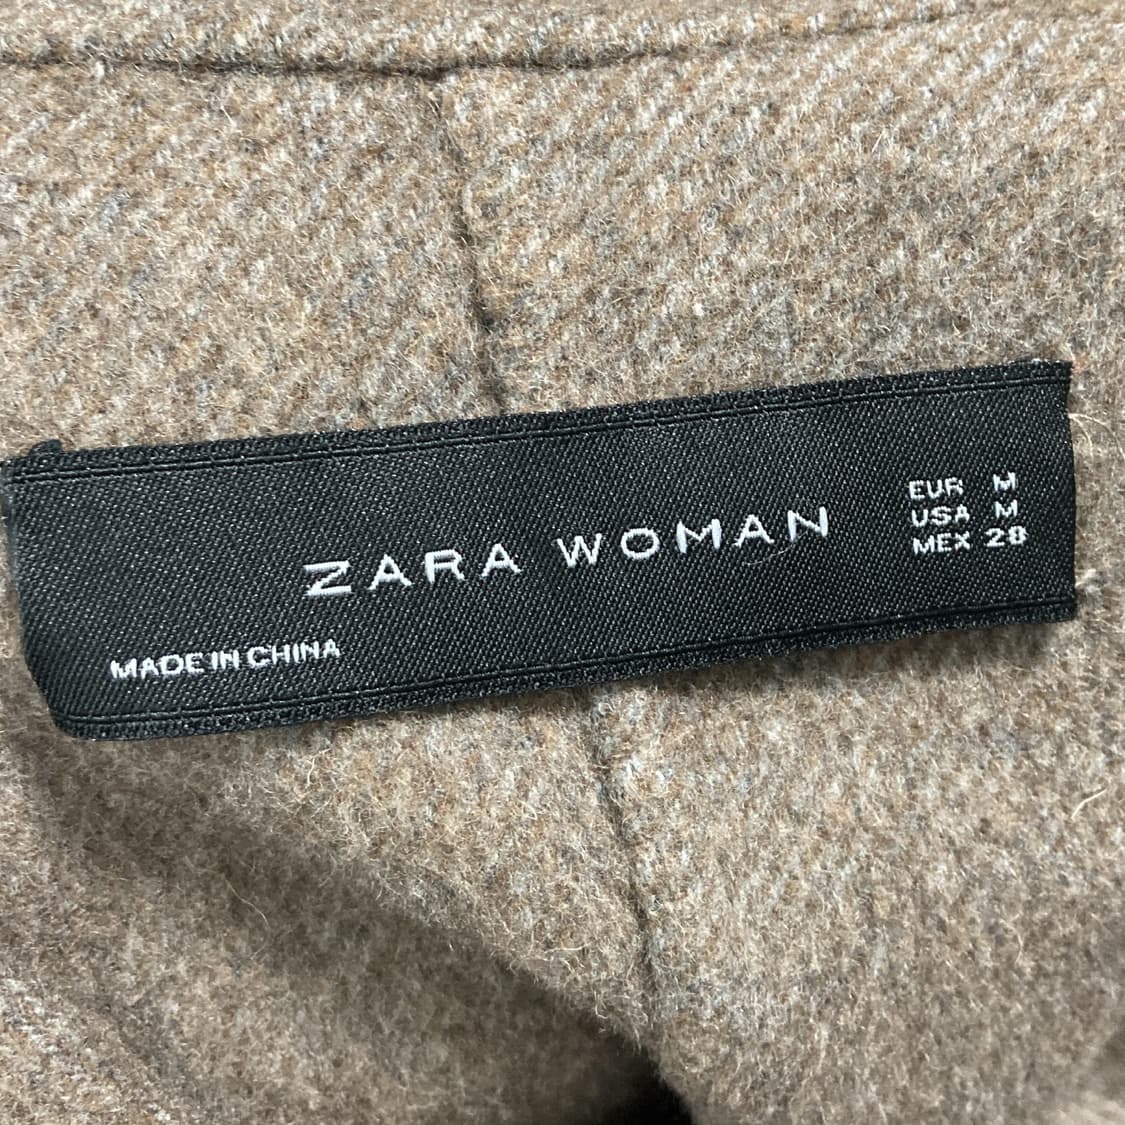 ZARA WOMAN
EUR M
USA M
MEX 28
MADE IN CHINA